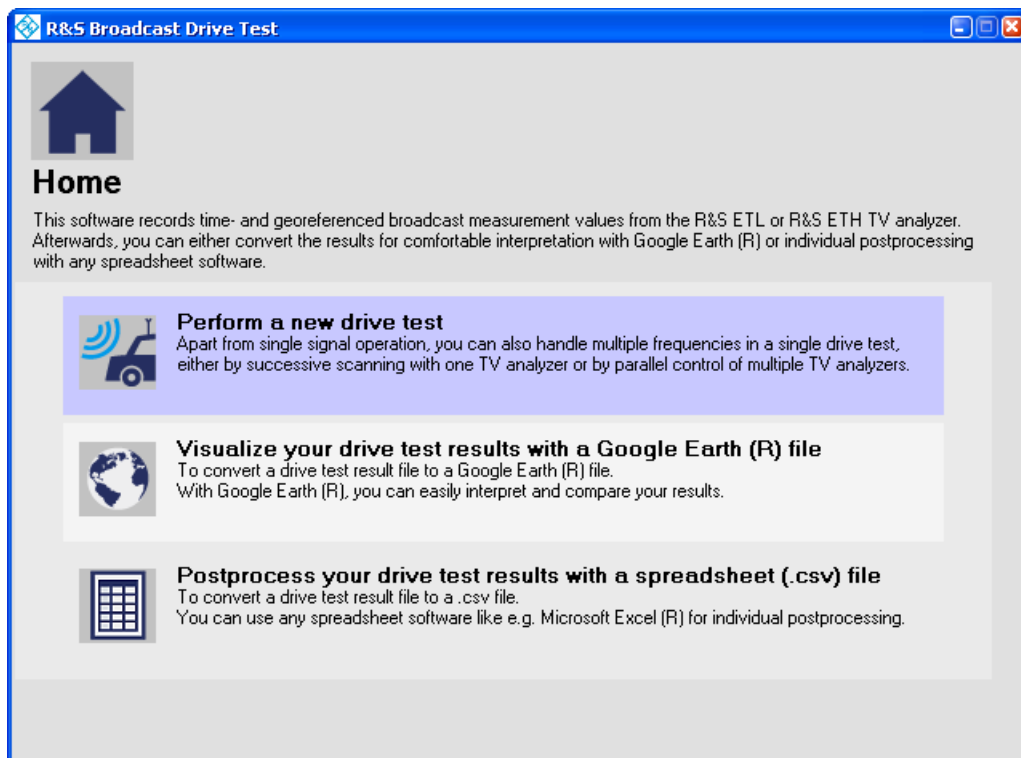 R&S Broadcast Drive Test
Home
This software records time- and georeferenced broadcast measurement values from the R&S ETL or R&S ETH TV analyzer.
Afterwards, you can either convert the results for comfortable interpretation with Google Earth (R) or individual postprocessing
with any spreadsheet software.
Perform a new drive test
Apart from single signal operation, you can also handle multiple frequencies in a single drive test,
either by successive scanning with one TV analyzer or by parallel control of multiple TV analyzers.
Visualize your drive test results with a Google Earth (R) file
To convert a drive test result file to a Google Earth (R) file.
With Google Earth (R), you can easily interpret and compare your results.
Postprocess your drive test results with a spreadsheet (.csv) file
To convert a drive test result file to a .csv file.
You can use any spreadsheet software like e.g. Microsoft Excel (R) for individual postprocessing.